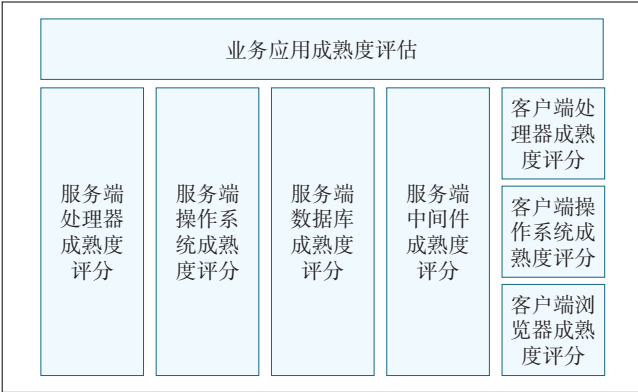 业务应用成熟度评估
服务端
处理器
成熟度
评分
服务端
操作系
统成熟
度评分
服务端
数据库
成熟度
评分
服务端
中间件
成熟度
评分
客户端处
理器成熟
度评分
客户端操
作系统成
熟度评分
客户端浏
览器成熟
度评分